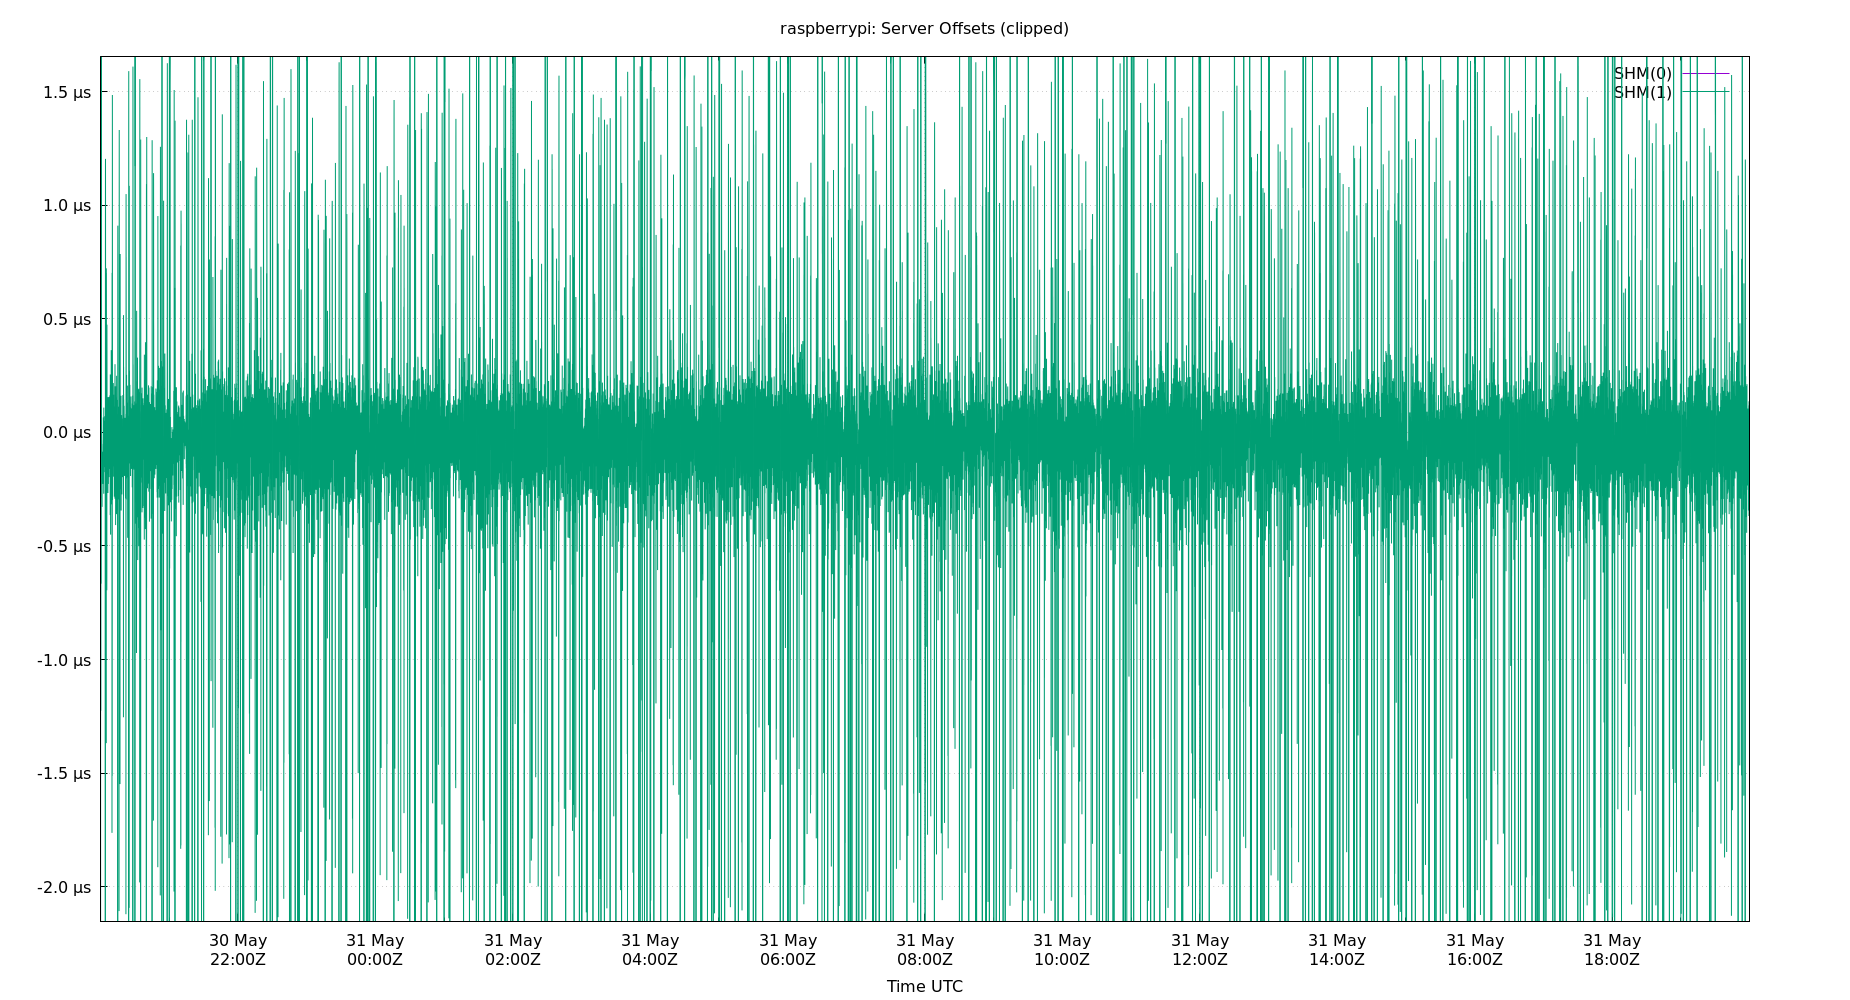 raspberrypi: Server Offsets (clipped)
SHM(0)
SHM(1)
1.5 µs
1.0 µs
0.5 µs
0.0 µs
-0.5 µs
-1.0 µs
-1.5 µs
-2.0 µs
30 May 31 May 31 May 31 May 31 May 31 May 31 May 31 May 31 May 31 May 31 May
22:00Z 00:00Z 02:00Z 04:00Z 06:00Z 08:00Z 10:00Z 12:00Z 14:00Z 16:00Z 18:00Z
Time UTC